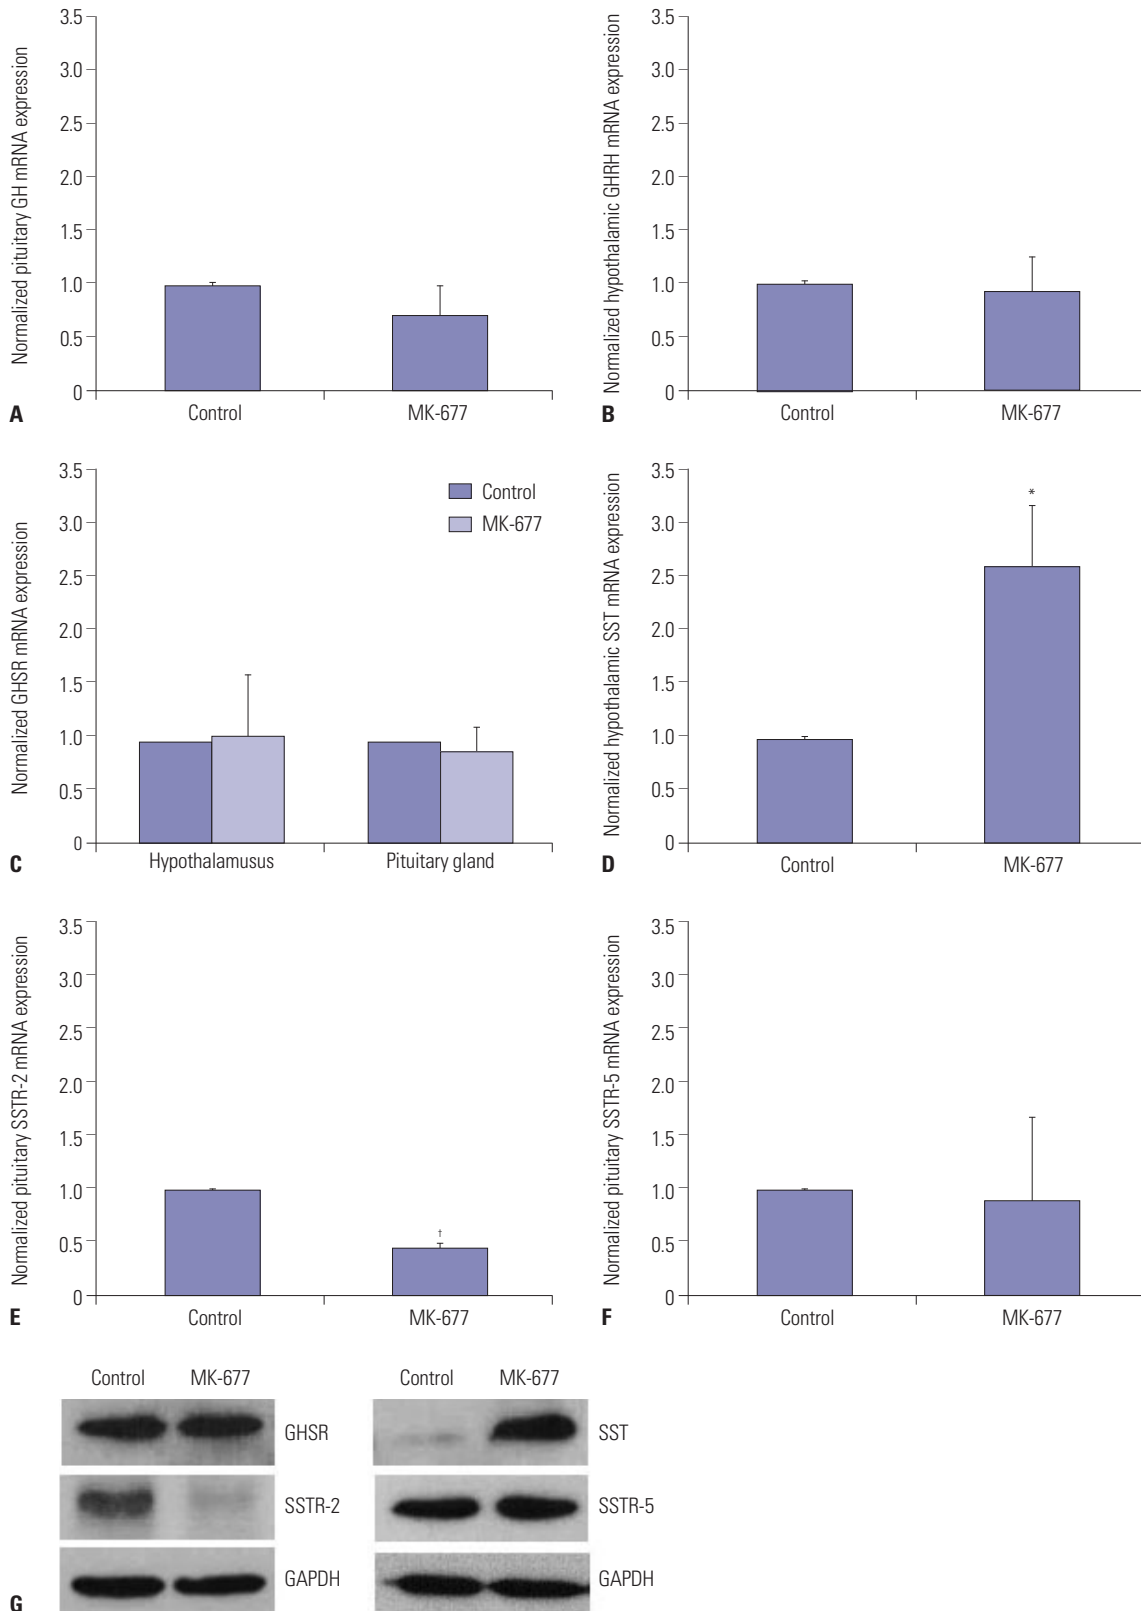 Normalized pituitary GH mRNA expression
3.5
3.0
2.5
2.0
1.5
1.0
0.5
0
Control
MK-677
A
Normalized hypothalamic GHRH mRNA expression
3.5
3.0
2.5
2.0
1.5
1.0
0.5
0
Control
MK-677
B
Normalized GHSR mRNA expression
3.5
3.0
2.5
2.0
1.5
1.0
0.5
0
Control
MK-677
Hypothalamusus
Pituitary gland
C
Normalized hypothalamic SST mRNA expression
3.5
3.0
2.5
2.0
1.5
1.0
0.5
0
*
Control
MK-677
D
Normalized pituitary SSTR-2 mRNA expression
3.5
3.0
2.5
2.0
1.5
1.0
0.5
0
†
Control
MK-677
E
Normalized pituitary SSTR-5 mRNA expression
3.5
3.0
2.5
2.0
1.5
1.0
0.5
0
Control
MK-677
F
Control MK-677
GHSR
SSTR-2
GAPDH
Control MK-677
SST
SSTR-5
GAPDH
G